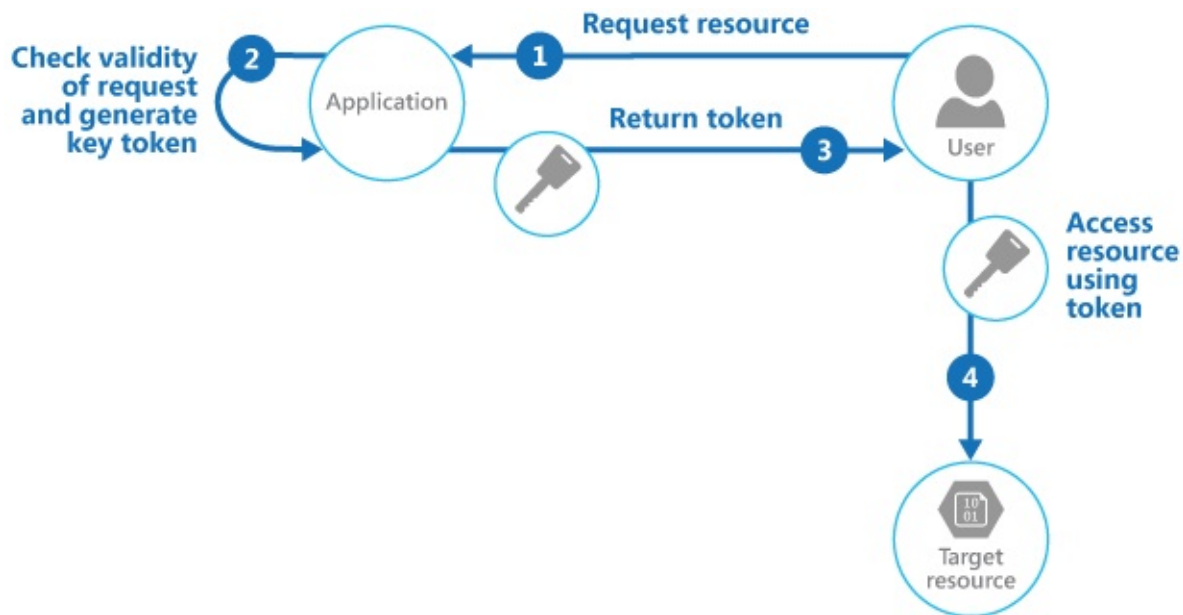 Request resource
1
2
Check validity
of request
and generate
key token
Application
User
Return token
3
Access
resource
using
token
4
10
01
Target
resource